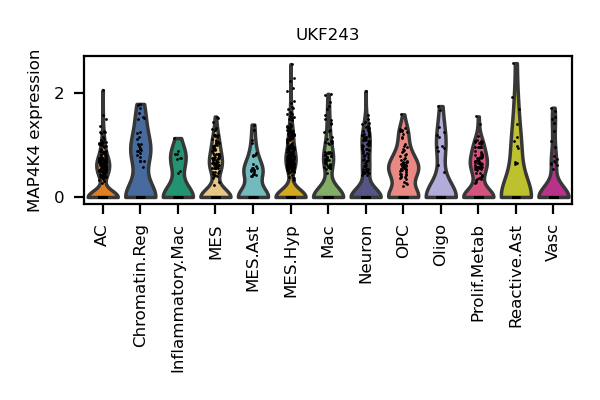 UKF243
MAP4K4 expression
2
0
AC
Chromatin.Reg
Inflammatory.Mac
MES
MES.Ast
MES.Hyp
Mac
Neuron
OPC
Oligo
Prolif.Metab
Reactive.Ast
Vasc